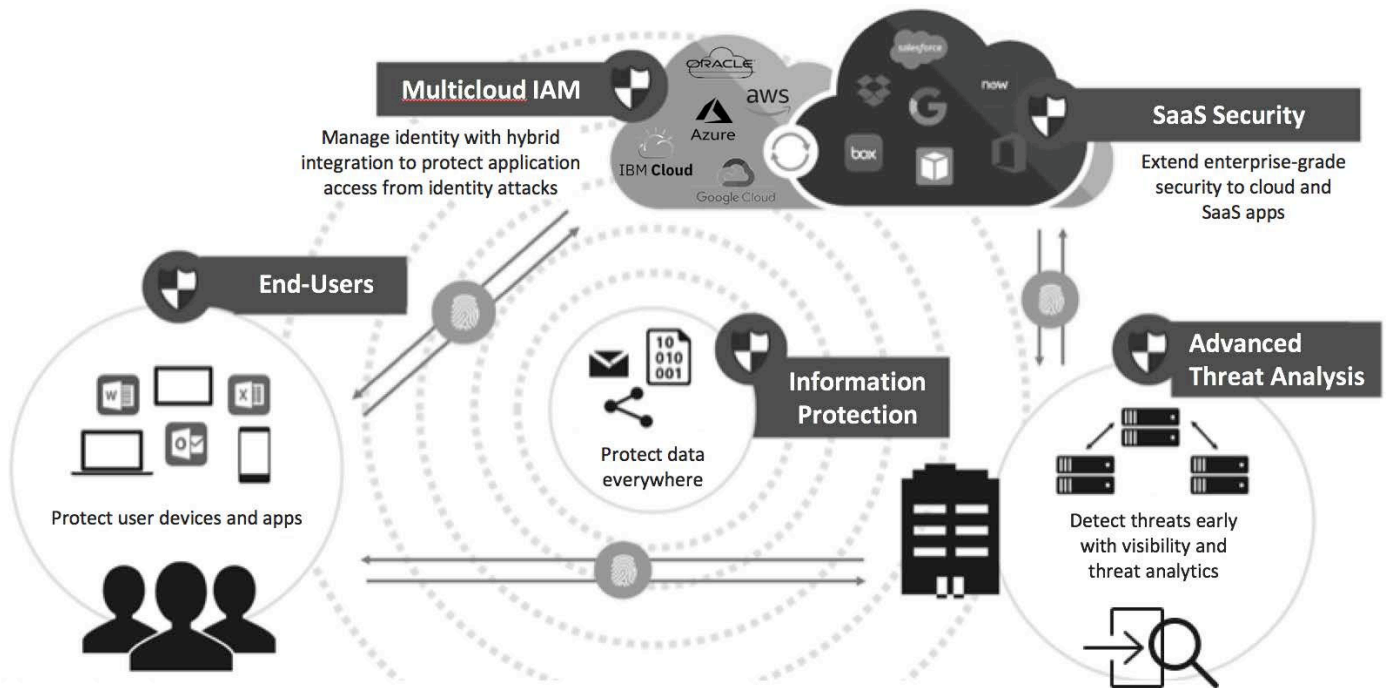 Multicloud IAM
Manage identity with hybrid
integration to protect application
access from identity attacks
ORACLE
aws
Azure
IBM Cloud
Google Cloud
salesforce
now
G
box
SaaS Security
Extend enterprise-grade
security to cloud and
SaaS apps
End-Users
W
X
O
Protect user devices and apps
10
010
001
Information
Protection
Protect data
everywhere
Advanced
Threat Analysis
Detect threats early
with visibility and
threat analytics